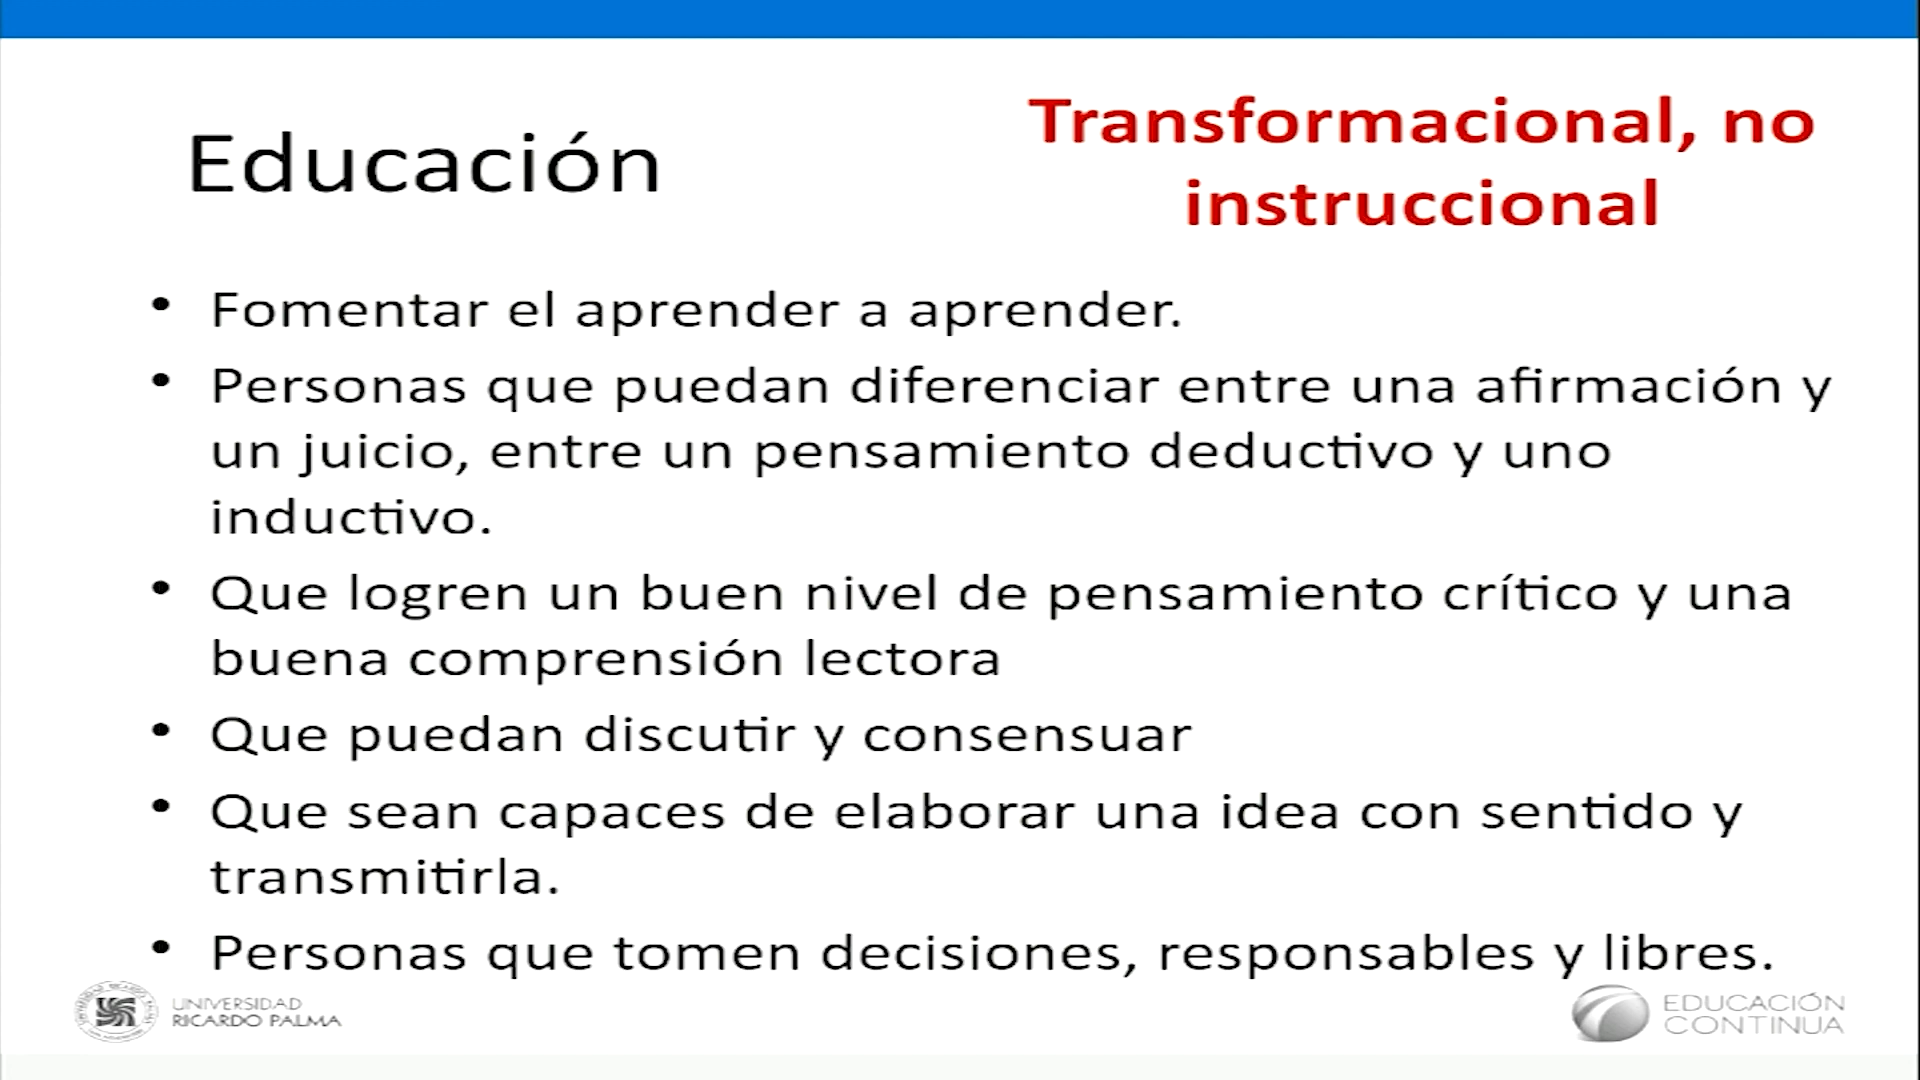 Educación
Transformacional, no
instruccional
• Fomentar el aprender a aprender.
• Personas que puedan diferenciar entre una afirmación y
un juicio, entre un pensamiento deductivo y uno
inductivo.
• Que logren un buen nivel de pensamiento crítico y una
buena comprensión lectora
• Que puedan discutir y consensuar
• Que sean capaces de elaborar una idea con sentido y
transmitirla.
• Personas que tomen decisiones, responsables y libres.
UNIVERSIDAD
RICARDO PALMA
EDUCACIÓN
CONTINUA